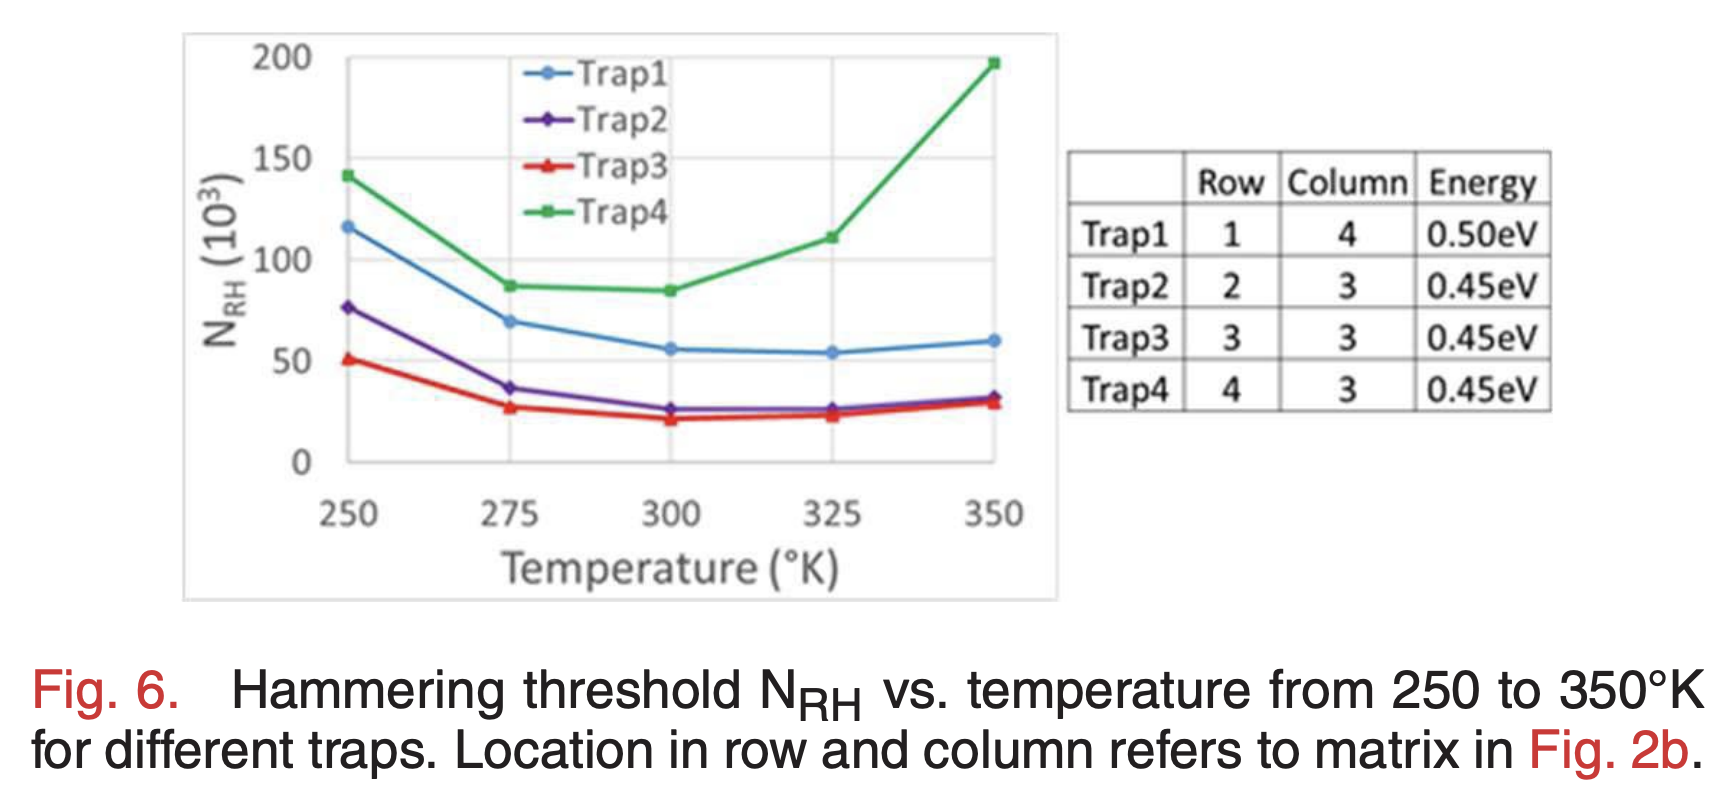 200
150
100
50
0
N_RH (10³)
Trap1
Trap2
Trap3
Trap4
250 275 300 325 350
Temperature (°K)
Row Column Energy
Trap1 1 4 0.50eV
Trap2 2 3 0.45eV
Trap3 3 3 0.45eV
Trap4 4 3 0.45eV
Fig. 6. Hammering threshold N_RH vs. temperature from 250 to 350°K
for different traps. Location in row and column refers to matrix in Fig. 2b.